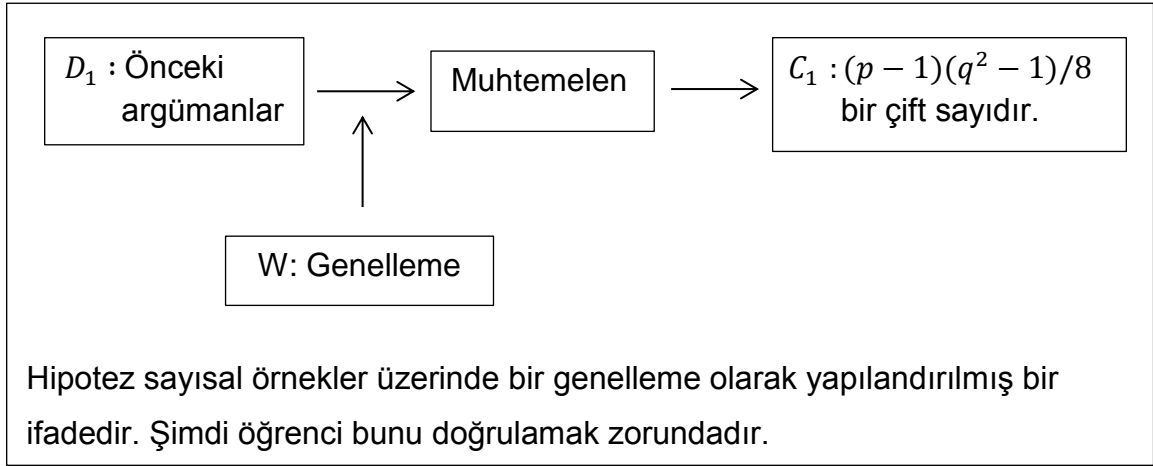 D₁ : Önceki
argümanlar
Muhtemelen
C₁ : (p − 1)(q² − 1)/8
bir çift sayıdır.
W: Genelleme
Hipotez sayısal örnekler üzerinde bir genelleme olarak yapılandırılmış bir
ifadedir. Şimdi öğrenci bunu doğrulamak zorundadır.